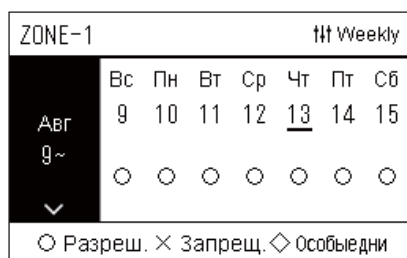 ZONE-1 Weekly
Вс Пн Вт Ср Чт Пт Сб
Авг 9 10 11 12 13 14 15
9~
○ Разреш. × Запрещ. ◇ Особыедни